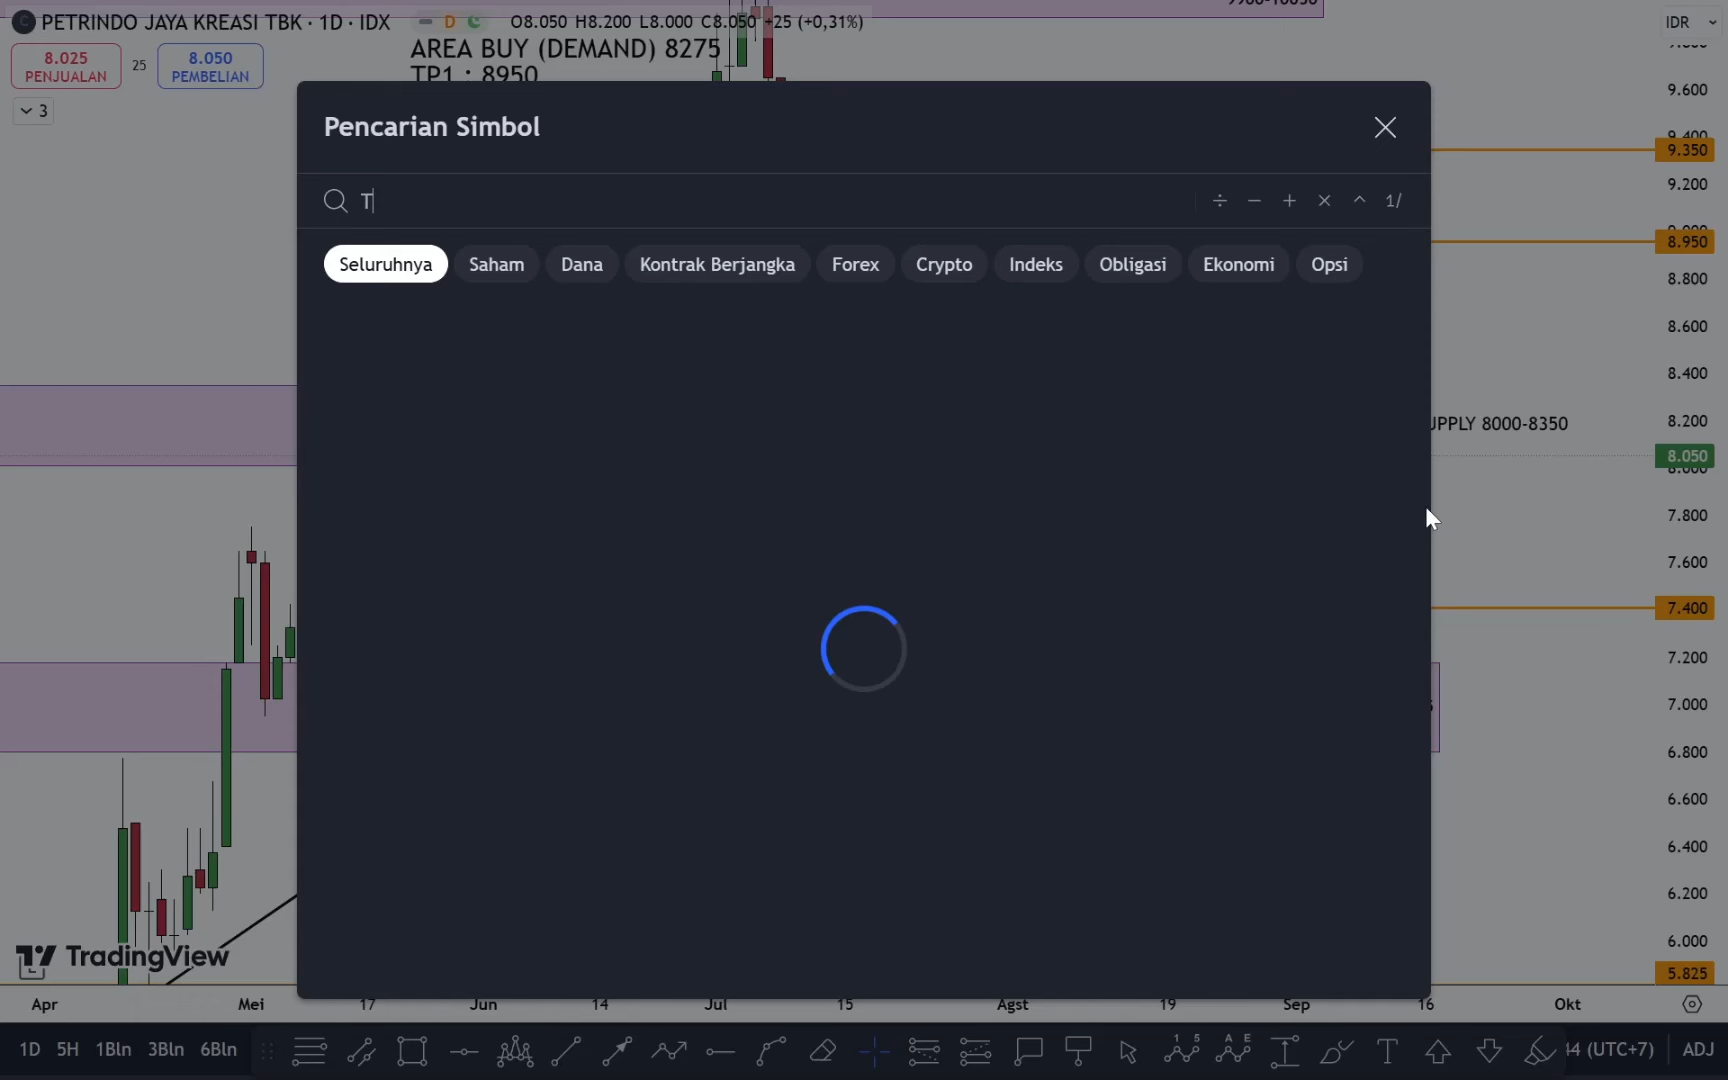 PETRINDO JAYA KREASI TBK · 1D · IDX
D
O8.050 H8.200 L8.000 C8.050 +25 (+0,31%)
IDR
8.025
PENJUALAN
25
8.050
PEMBELIAN
3
AREA BUY (DEMAND) 8275
TP1 : 8950
Pencarian Simbol
T
÷ − + × ^ 1/
Seluruhnya
Saham
Dana
Kontrak Berjangka
Forex
Crypto
Indeks
Obligasi
Ekonomi
Opsi
8000-8350
9.600
9.400
9.350
9.200
8.950
8.800
8.600
8.400
8.200
8.050
8.000
7.800
7.600
7.400
7.200
7.000
6.800
6.600
6.400
6.200
6.000
5.825
TradingView
Apr Mei 17 Jun 14 Jul 15 Agst 19 Sep 16 Okt
1D 5H 1Bln 3Bln 6Bln
(UTC+7)
ADJ